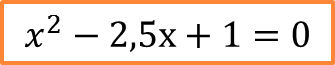 x² − 2,5x + 1 = 0